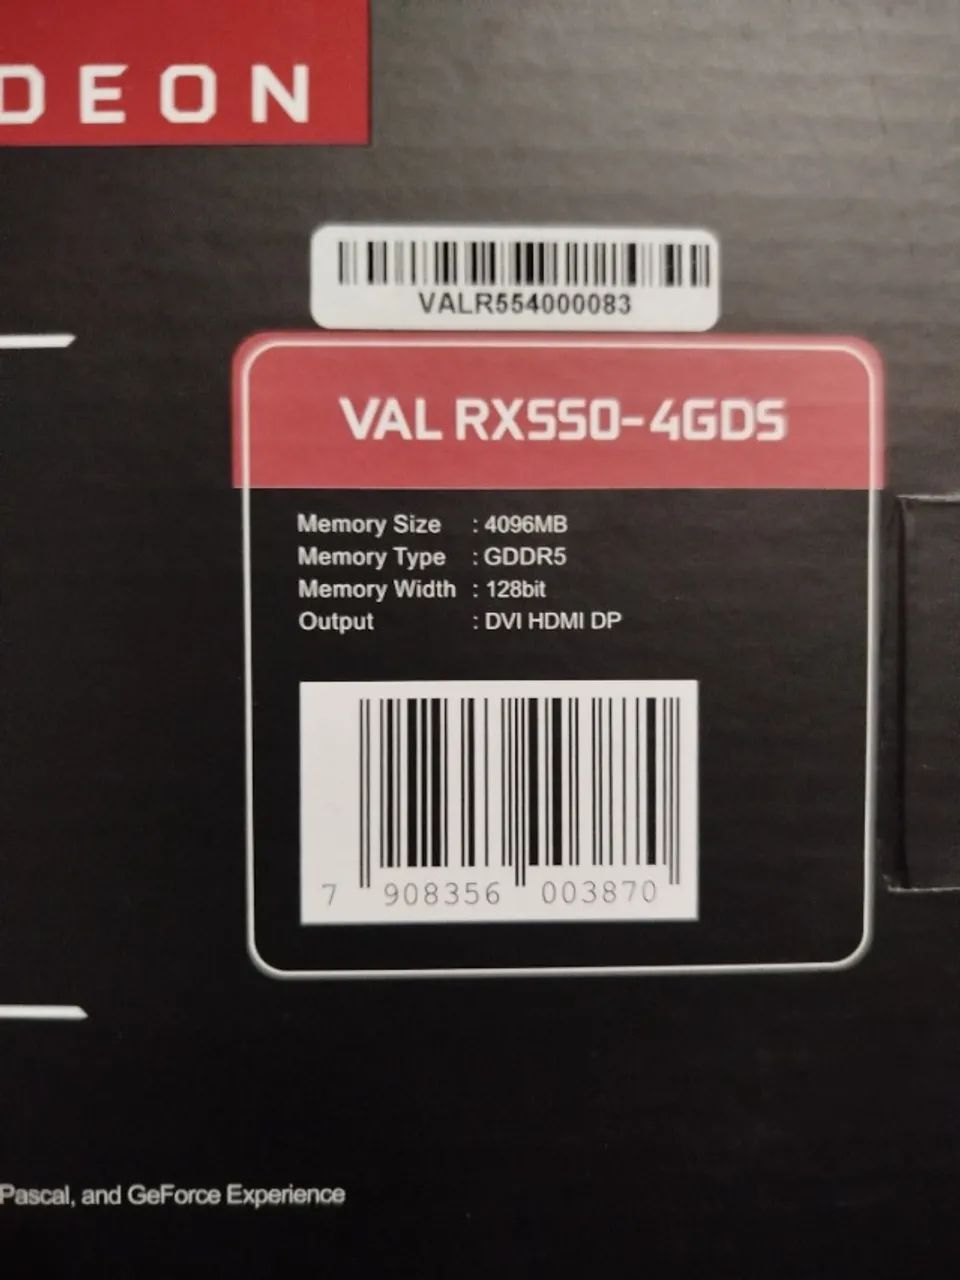 DEON
VALR554000083
VAL RX550-4GD5
Memory Size : 4096MB
Memory Type : GDDR5
Memory Width : 128bit
Output : DVI HDMI DP
7 908356 003870
Pascal, and GeForce Experience